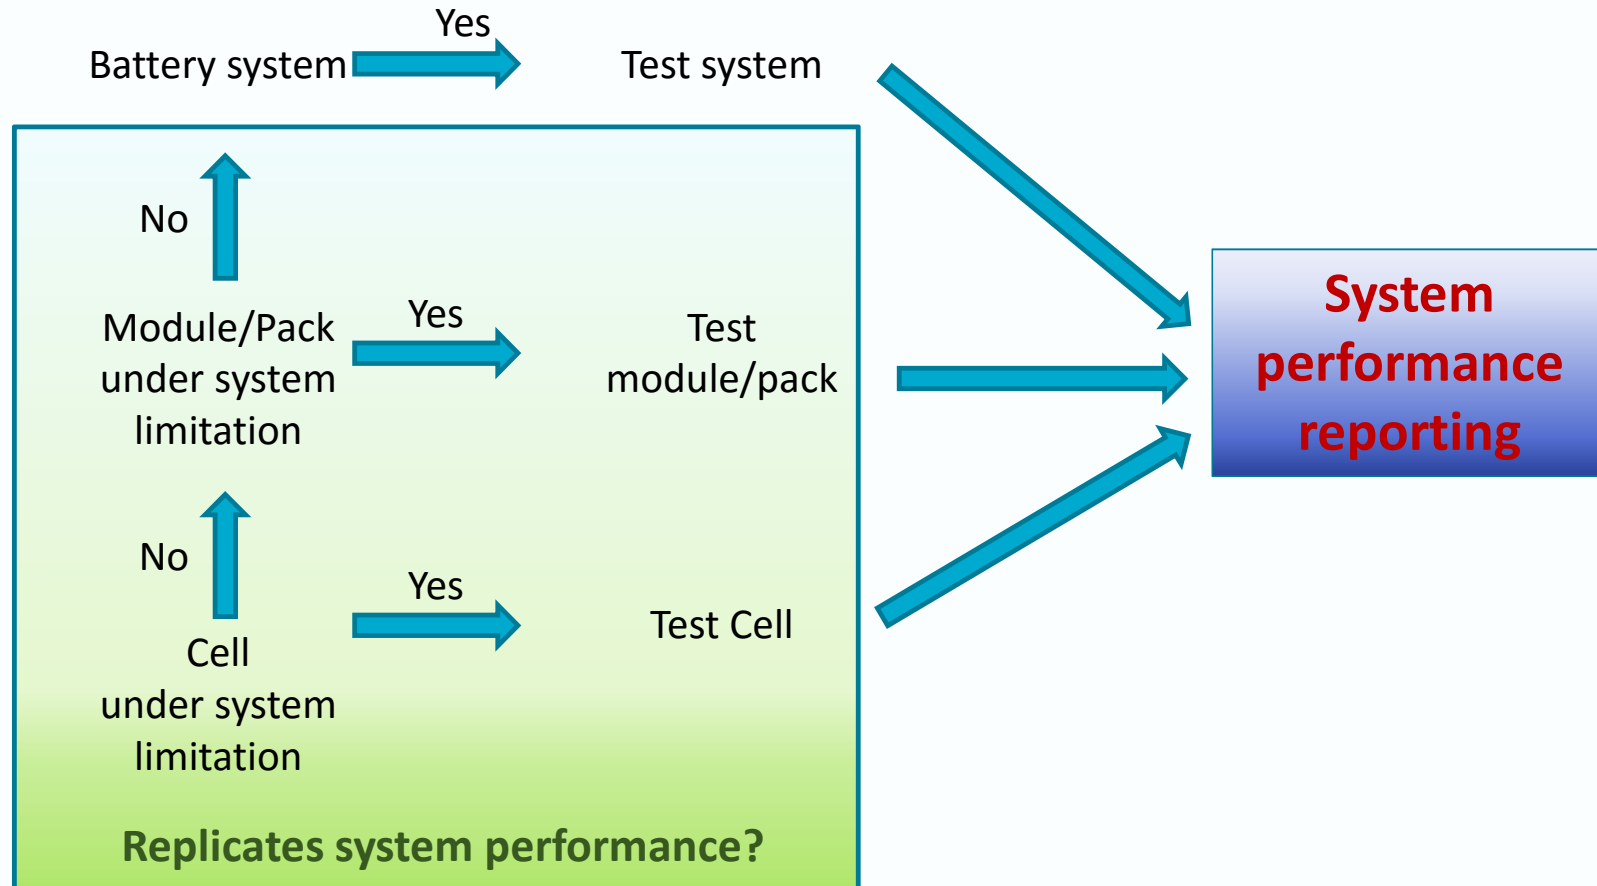 Yes
Battery system
Test system
No
Module/Pack
under system
limitation
Yes
Test
module/pack
System
performance
reporting
No
Yes
Cell
under system
limitation
Test Cell
Replicates system performance?